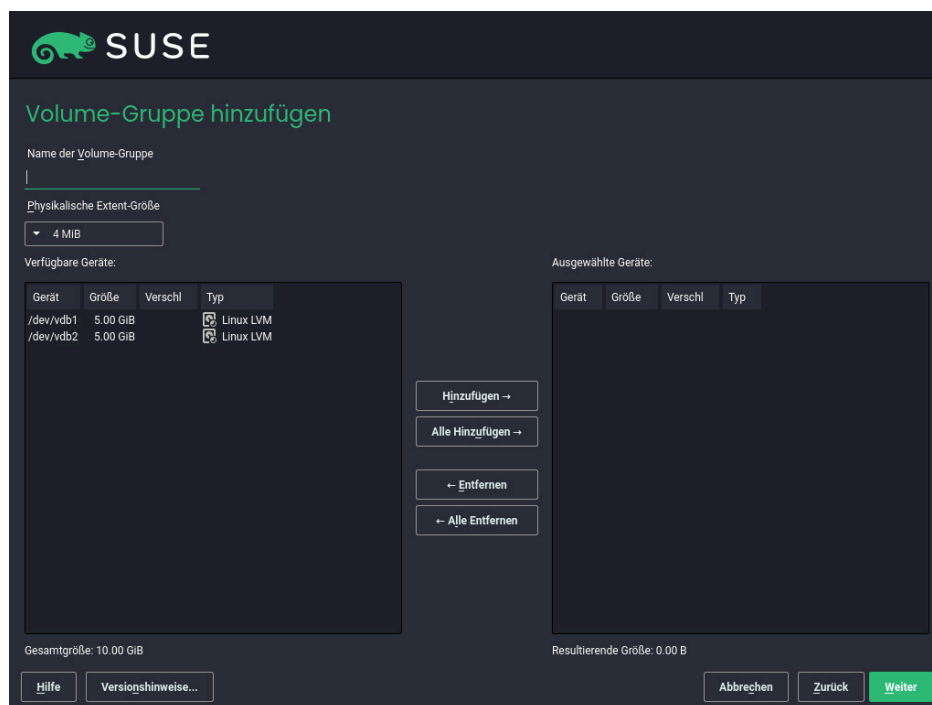 SUSE
Volume-Gruppe hinzufügen
Name der Volume-Gruppe
Physikalische Extent-Größe
4 MiB
Verfügbare Geräte:
Ausgewählte Geräte:
Gerät Größe Verschl Typ
Gerät Größe Verschl Typ
/dev/vdb1 5.00 GiB Linux LVM
/dev/vdb2 5.00 GiB Linux LVM
Hinzufügen →
Alle Hinzufügen →
← Entfernen
← Alle Entfernen
Gesamtgröße: 10.00 GiB
Resultierende Größe: 0.00 B
Hilfe Versionshinweise... Abbrechen Zurück Weiter